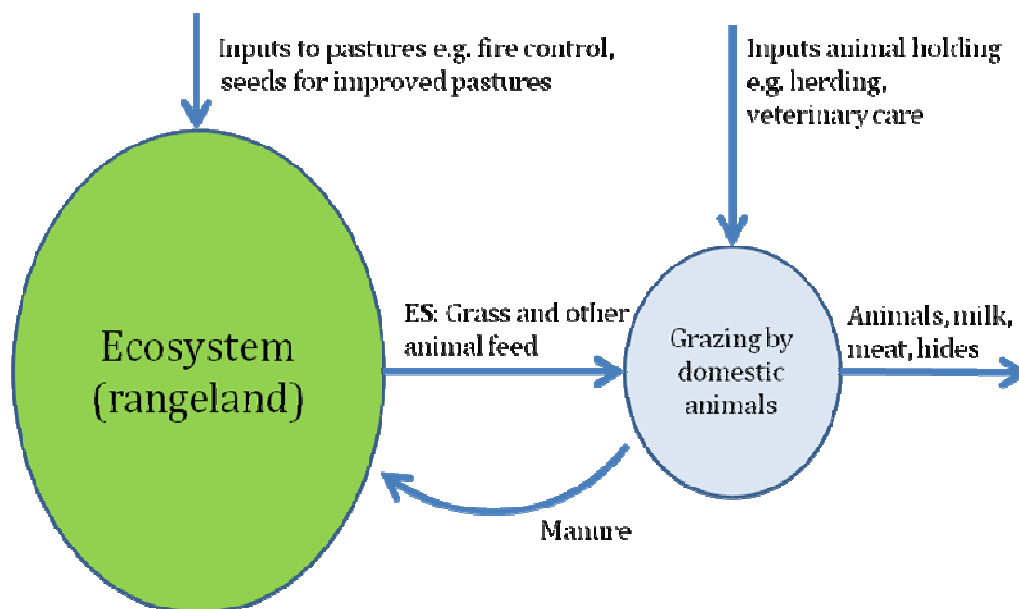 Inputs to pastures e.g. fire control,
seeds for improved pastures
Inputs animal holding
e.g. herding,
veterinary care
Ecosystem
(rangeland)
ES: Grass and other
animal feed
Grazing by
domestic
animals
Animals, milk,
meat, hides
Manure